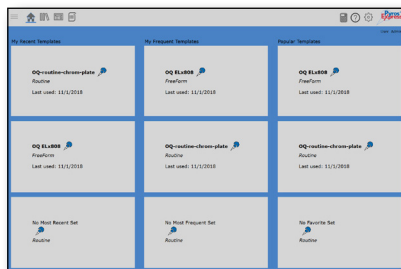 Pyros
eXpress
User: admin
My Recent Templates
My Frequent Templates
Popular Templates
OQ-routine-chrom-plate
Routine
Last used: 11/1/2018
OQ ELx808
FreeForm
Last used: 11/1/2018
OQ ELx808
FreeForm
Last used: 11/1/2018
OQ ELx808
FreeForm
Last used: 11/1/2018
OQ-routine-chrom-plate
Routine
Last used: 11/1/2018
OQ-routine-chrom-plate
Routine
Last used: 11/1/2018
No Most Recent Set
Routine
No Most Frequent Set
Routine
No Favorite Set
Routine